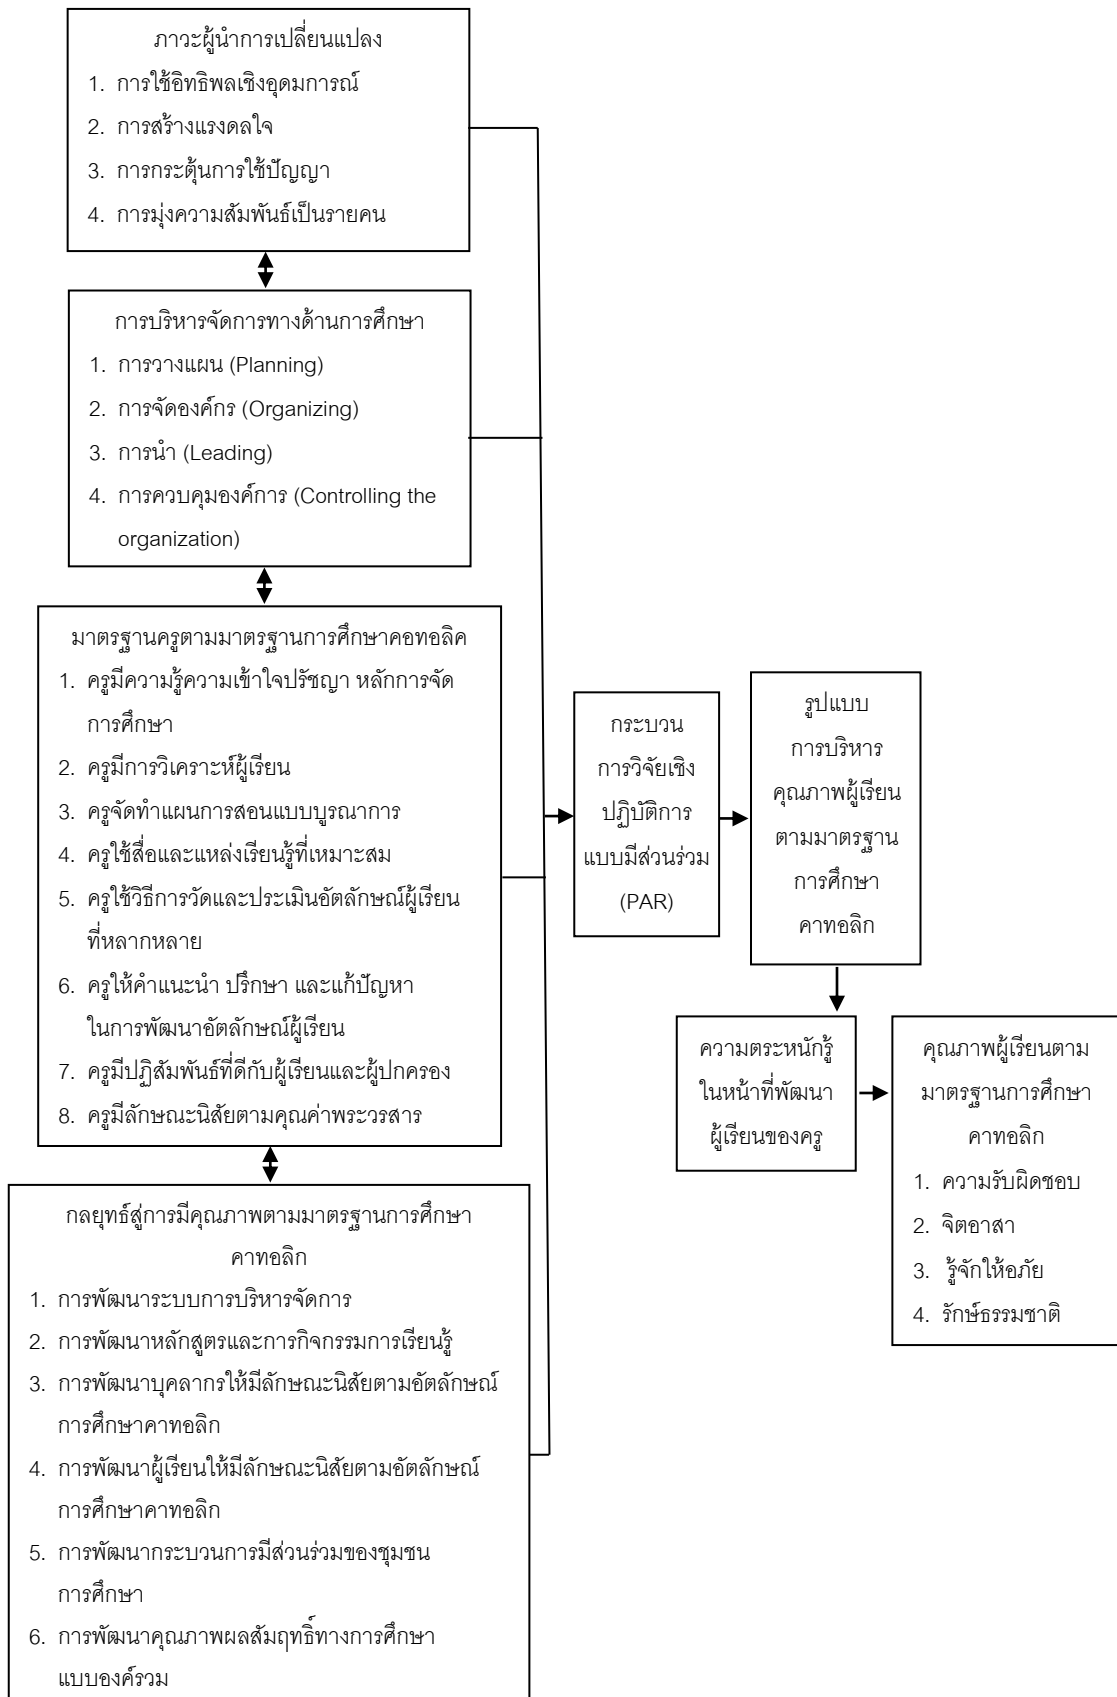 ภาวะผู้นำการเปลี่ยนแปลง
1. การใช้อิทธิพลเชิงอุดมการณ์
2. การสร้างแรงดลใจ
3. การกระตุ้นการใช้ปัญญา
4. การมุ่งความสัมพันธ์เป็นรายคน
การบริหารจัดการทางด้านการศึกษา
1. การวางแผน (Planning)
2. การจัดองค์กร (Organizing)
3. การนำ (Leading)
4. การควบคุมองค์การ (Controlling the
organization)
มาตรฐานครูตามมาตรฐานการศึกษาคอทอลิค
1. ครูมีความรู้ความเข้าใจปรัชญา หลักการจัด
การศึกษา
2. ครูมีการวิเคราะห์ผู้เรียน
3. ครูจัดทำแผนการสอนแบบบูรณาการ
4. ครูใช้สื่อและแหล่งเรียนรู้ที่เหมาะสม
5. ครูใช้วิธีการวัดและประเมินอัตลักษณ์ผู้เรียน
ที่หลากหลาย
6. ครูให้คำแนะนำ ปรึกษา และแก้ปัญหา
ในการพัฒนาอัตลักษณ์ผู้เรียน
7. ครูมีปฏิสัมพันธ์ที่ดีกับผู้เรียนและผู้ปกครอง
8. ครูมีลักษณะนิสัยตามคุณค่าพระวรสาร
กลยุทธ์สู่การมีคุณภาพตามมาตรฐานการศึกษา
คาทอลิก
1. การพัฒนาระบบการบริหารจัดการ
2. การพัฒนาหลักสูตรและการกิจกรรมการเรียนรู้
3. การพัฒนาบุคลากรให้มีลักษณะนิสัยตามอัตลักษณ์
การศึกษาคาทอลิก
4. การพัฒนาผู้เรียนให้มีลักษณะนิสัยตามอัตลักษณ์
การศึกษาคาทอลิก
5. การพัฒนากระบวนการมีส่วนร่วมของชุมชน
การศึกษา
6. การพัฒนาคุณภาพผลสัมฤทธิ์ทางการศึกษา
แบบองค์รวม
กระบวน
การวิจัยเชิง
ปฏิบัติการ
แบบมีส่วนร่วม
(PAR)
รูปแบบ
การบริหาร
คุณภาพผู้เรียน
ตามมาตรฐาน
การศึกษา
คาทอลิก
ความตระหนักรู้
ในหน้าที่พัฒนา
ผู้เรียนของครู
คุณภาพผู้เรียนตาม
มาตรฐานการศึกษา
คาทอลิก
1. ความรับผิดชอบ
2. จิตอาสา
3. รู้จักให้อภัย
4. รักษ์ธรรมชาติ